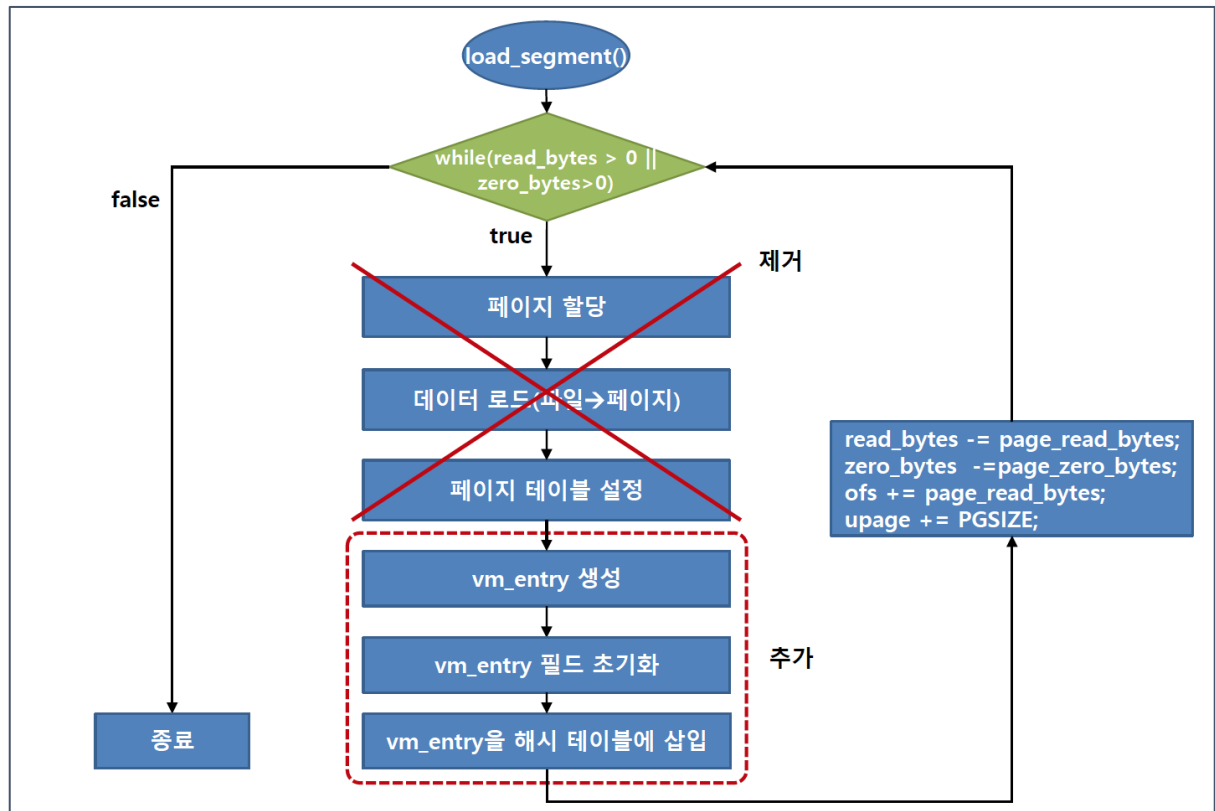 load_segment()
while(read_bytes > 0 ||
zero_bytes>0)
false
true
제거
페이지 할당
데이터 로드(파일→페이지)
페이지 테이블 설정
read_bytes -= page_read_bytes;
zero_bytes -=page_zero_bytes;
ofs += page_read_bytes;
upage += PGSIZE;
vm_entry 생성
vm_entry 필드 초기화
추가
vm_entry을 해시 테이블에 삽입
종료